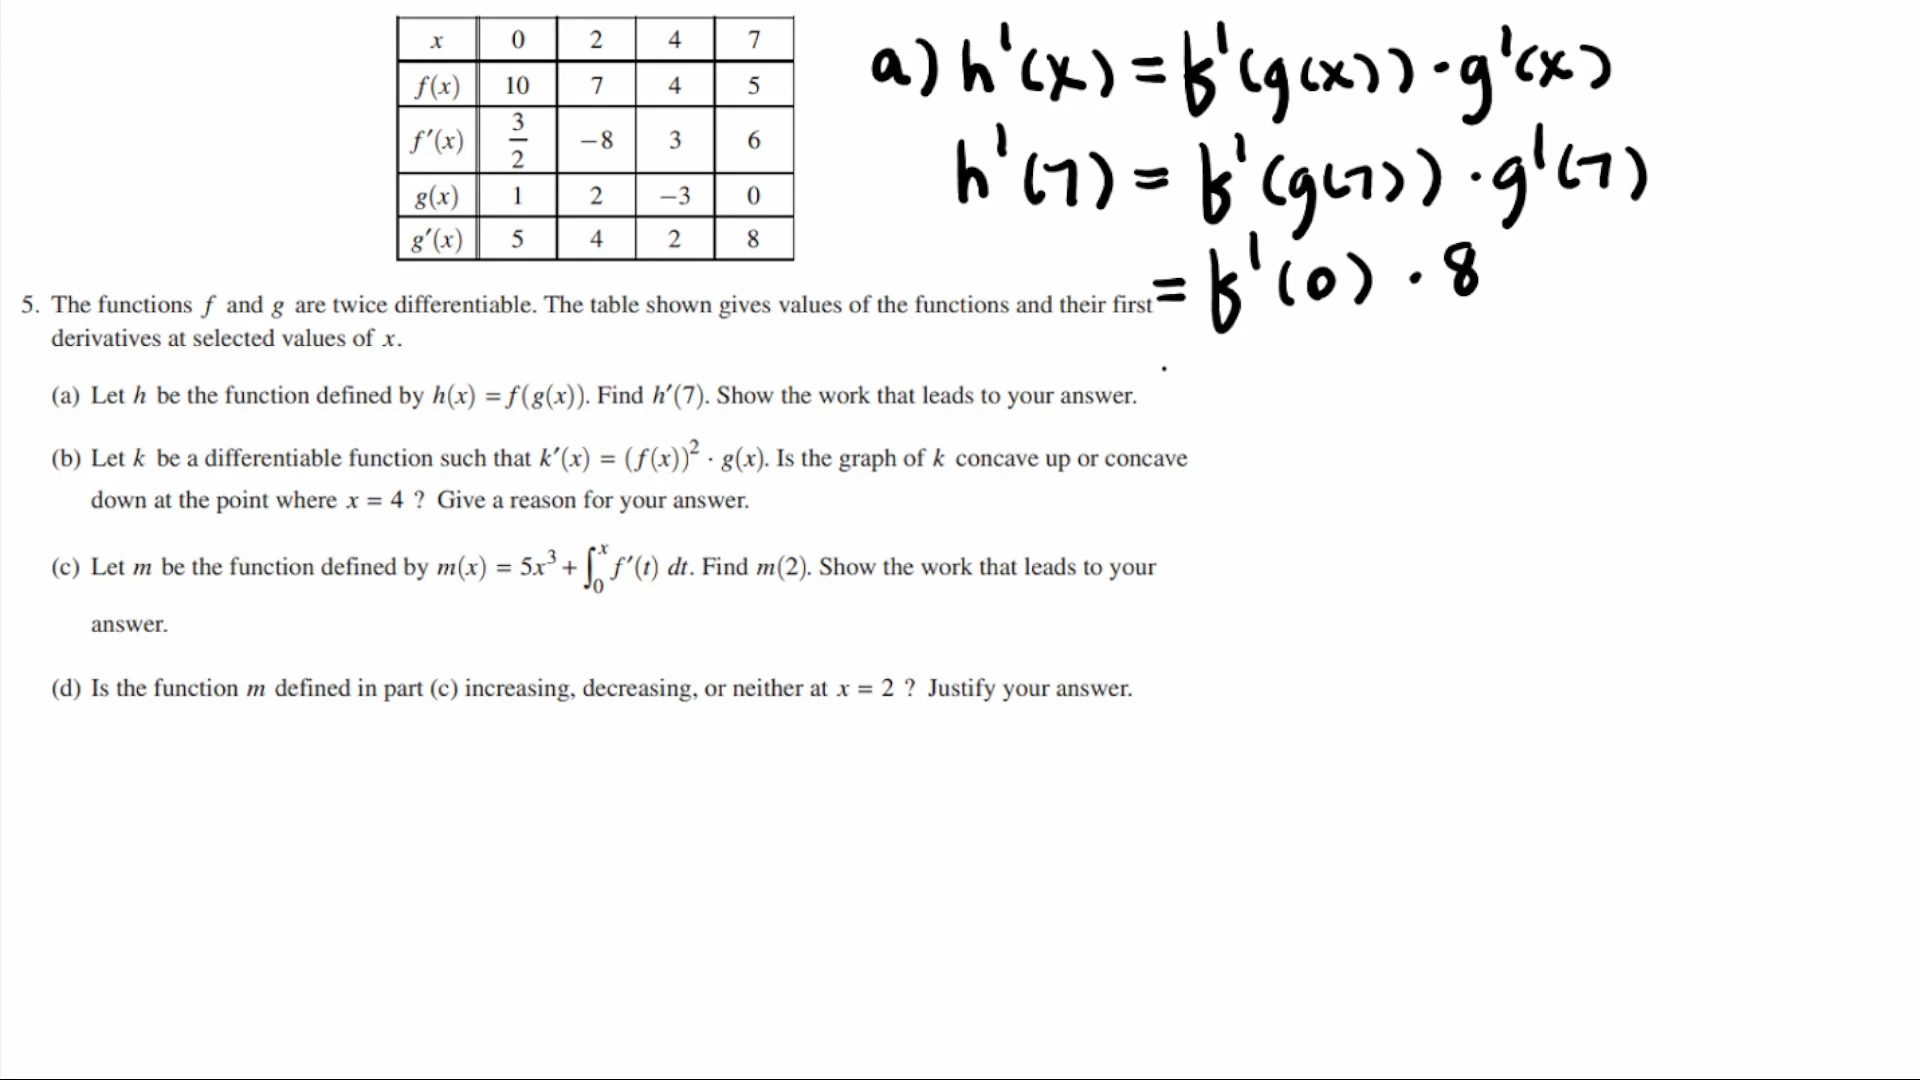 x 0 2 4 7
f(x) 10 7 4 5
f′(x) 3/2 −8 3 6
g(x) 1 2 −3 0
g′(x) 5 4 2 8
a) h'(x) = f'(g(x)) · g'(x)
h'(7) = f'(g(7)) · g'(7)
= f'(0) · 8
5. The functions f and g are twice differentiable. The table shown gives values of the functions and their first
derivatives at selected values of x.
(a) Let h be the function defined by h(x) = f(g(x)). Find h′(7). Show the work that leads to your answer.
(b) Let k be a differentiable function such that k′(x) = (f(x))² · g(x). Is the graph of k concave up or concave
down at the point where x = 4 ? Give a reason for your answer.
(c) Let m be the function defined by m(x) = 5x³ + ∫₀ˣ f′(t) dt. Find m(2). Show the work that leads to your
answer.
(d) Is the function m defined in part (c) increasing, decreasing, or neither at x = 2 ? Justify your answer.